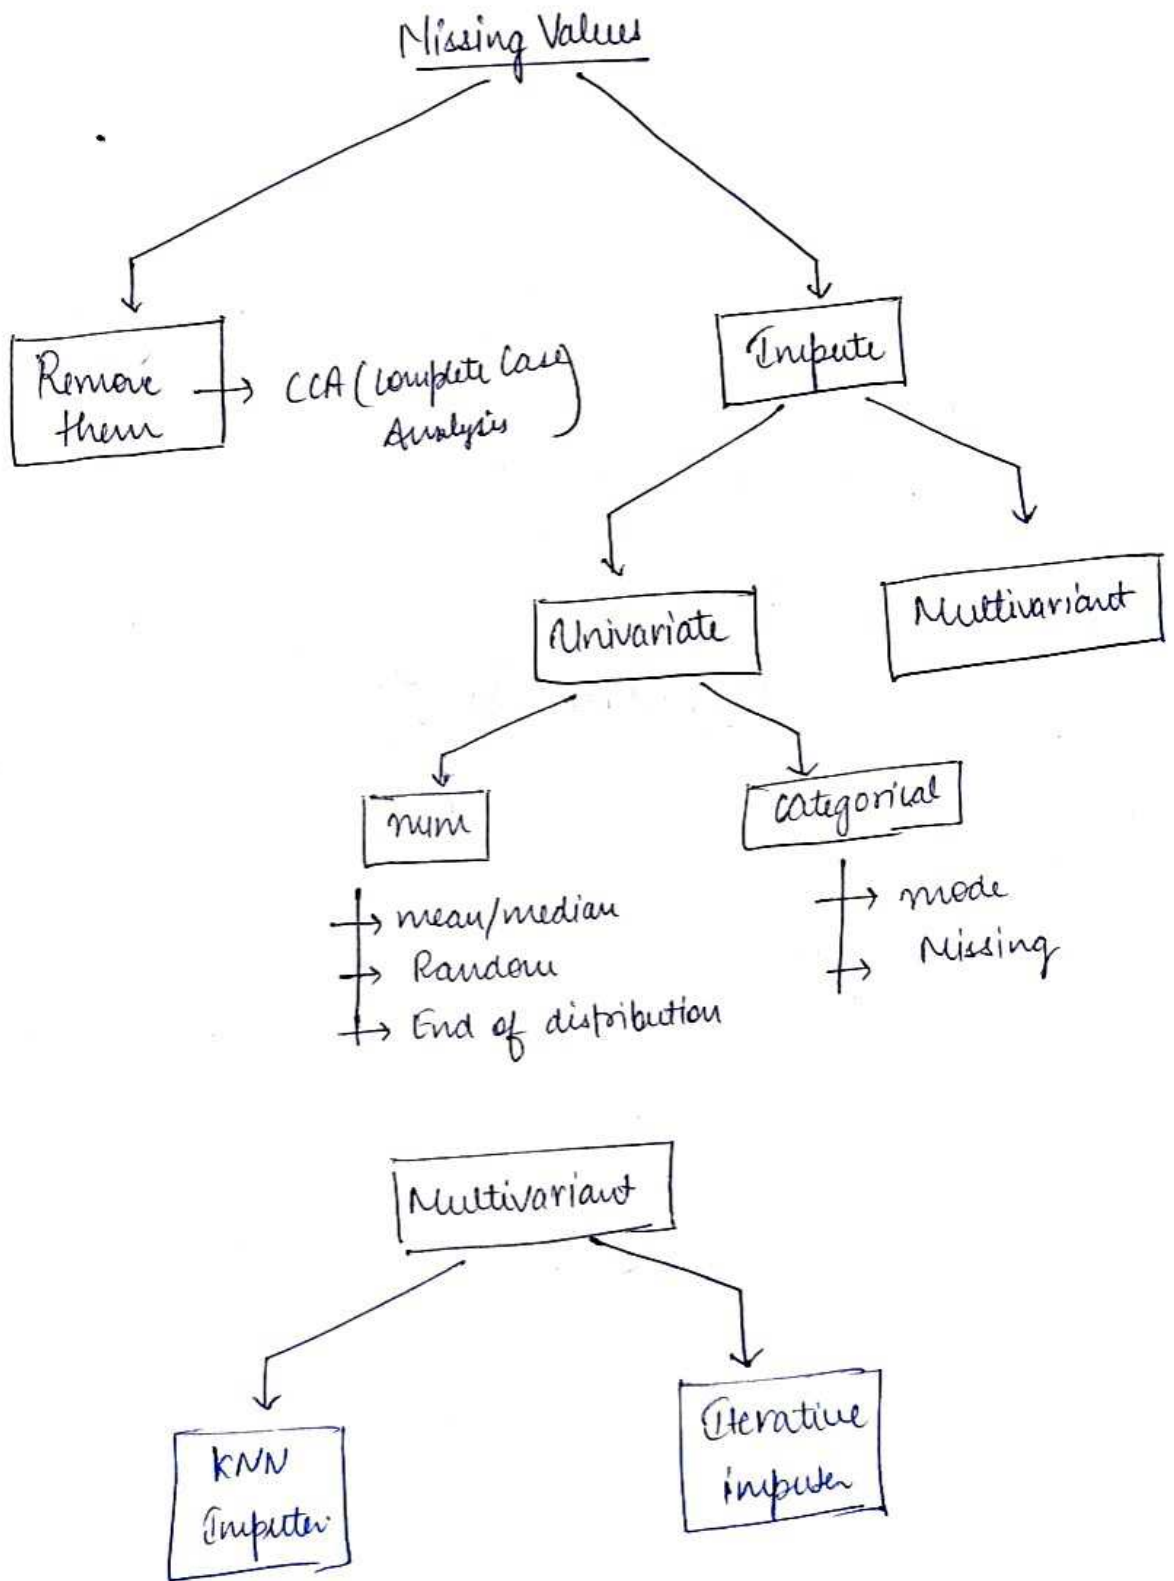 Missing Values
Remove
them
CCA (Complete Case
Analysis)
Impute
Univariate
Multivariant
num
categorical
mean/median
Random
End of distribution
mode
Missing
Multivariant
KNN
Imputer
Iterative
imputer